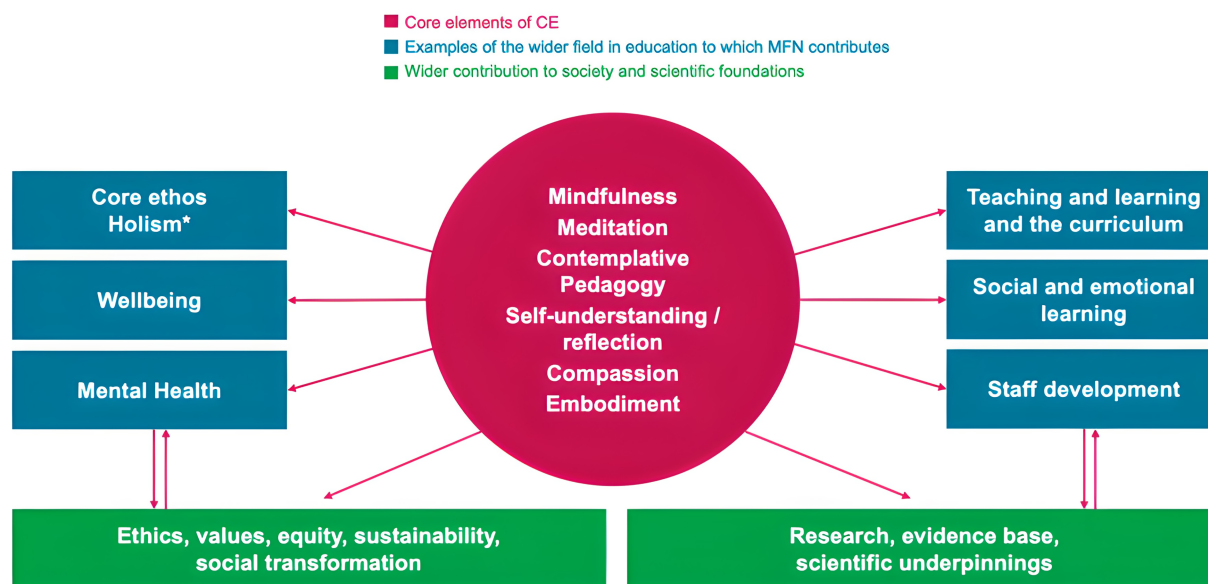 Core elements of CE
Examples of the wider field in education to which MFN contributes
Wider contribution to society and scientific foundations
Core ethos
Holism*
Wellbeing
Mental Health
Mindfulness
Meditation
Contemplative
Pedagogy
Self-understanding /
reflection
Compassion
Embodiment
Teaching and learning
and the curriculum
Social and emotional
learning
Staff development
Ethics, values, equity, sustainability,
social transformation
Research, evidence base,
scientific underpinnings